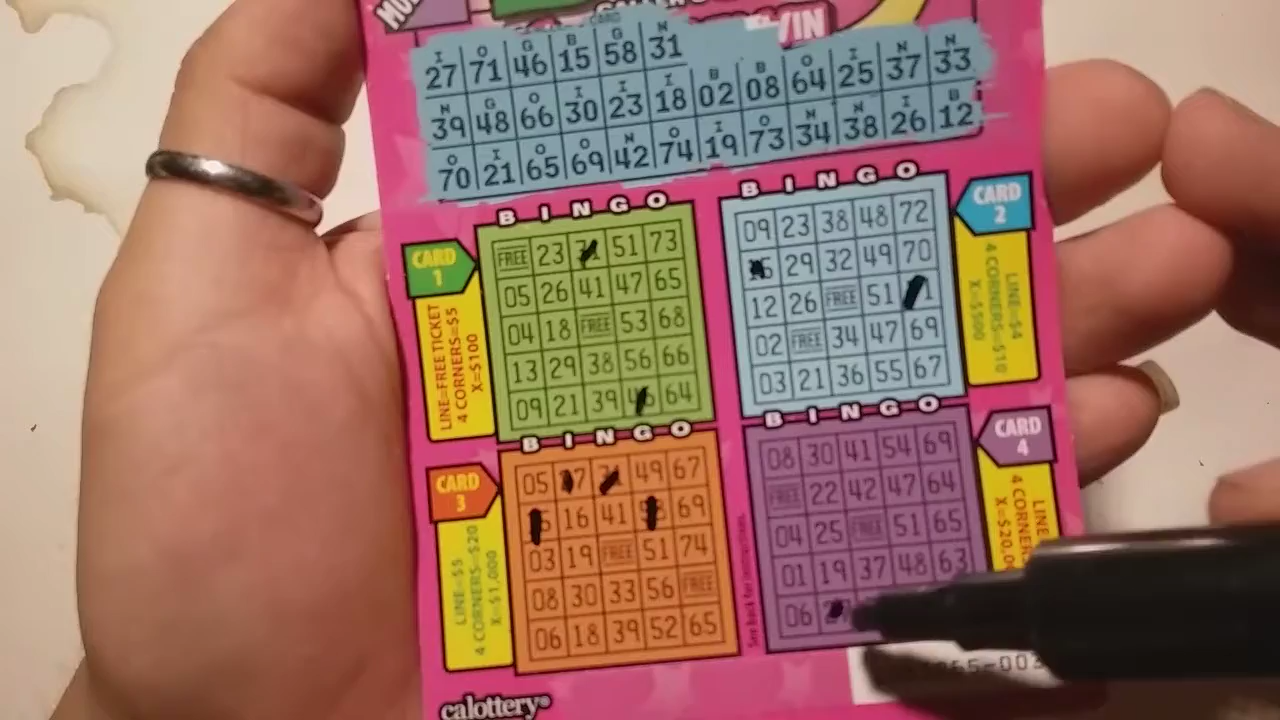 CARD
WIN
I O G B G N
27 71 46 15 58 31
I B B O I N N
18 02 08 64 25 37 33
N G O I I
39 48 66 30 23
O I O O N O I O N N I B
70 21 65 69 42 74 19 73 34 38 26 12
BINGO
CARD 1
LINE=FREE TICKET
4 CORNERS=$5
X=$100
FREE 23 51 73
05 26 41 47 65
04 18 FREE 53 68
13 29 38 56 66
09 21 39 64
BINGO
CARD 2
LINE=$4
4 CORNERS=$10
X=$500
09 23 38 48 72
29 32 49 70
12 26 FREE 51
02 FREE 34 47 69
03 21 36 55 67
BINGO
CARD 3
LINE=$5
4 CORNERS=$20
X=$1,000
05 49 67
16 41 69
03 19 FREE 51 74
08 30 33 56 FREE
06 18 39 52 65
BINGO
CARD 4
LINE
4 CORNER
08 30 41 54 69
FREE 22 42 47 64
04 25 FREE 51 65
01 19 37 48 63
06
See back for instructions.
calottery®